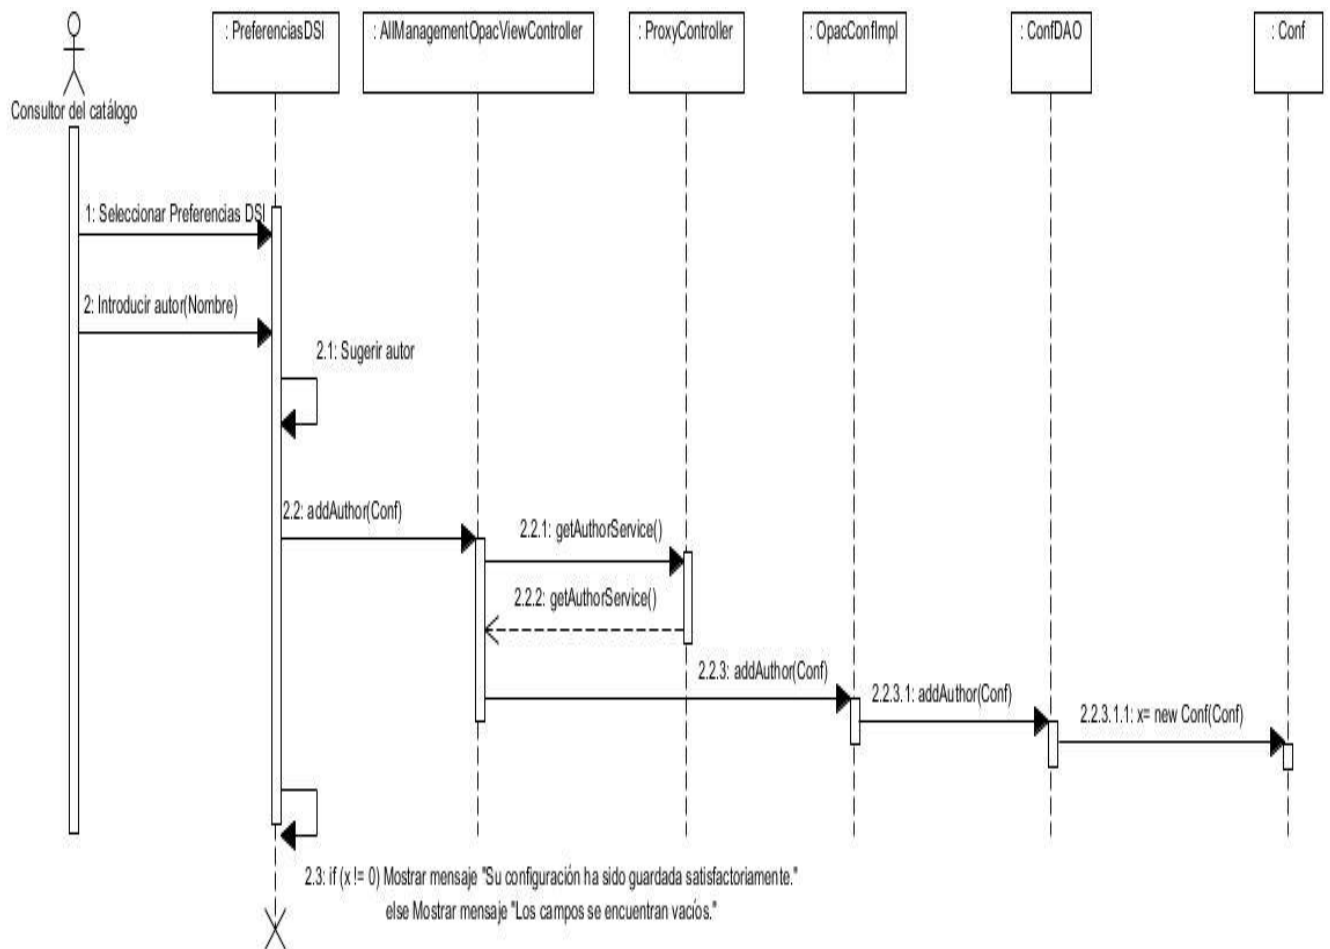 : PreferenciasDSI
: AllManagementOpacViewController
: ProxyController
: OpacConfImpl
: ConfDAO
: Conf
Consultor del catálogo
1: Seleccionar Preferencias DSI
2: Introducir autor(Nombre)
2.1: Sugerir autor
2.2: addAuthor(Conf)
2.2.1: getAuthorService()
2.2.2: getAuthorService()
2.2.3: addAuthor(Conf)
2.2.3.1: addAuthor(Conf)
2.2.3.1.1: x= new Conf(Conf)
2.3: if (x != 0) Mostrar mensaje "Su configuración ha sido guardada satisfactoriamente."
else Mostrar mensaje "Los campos se encuentran vacíos."